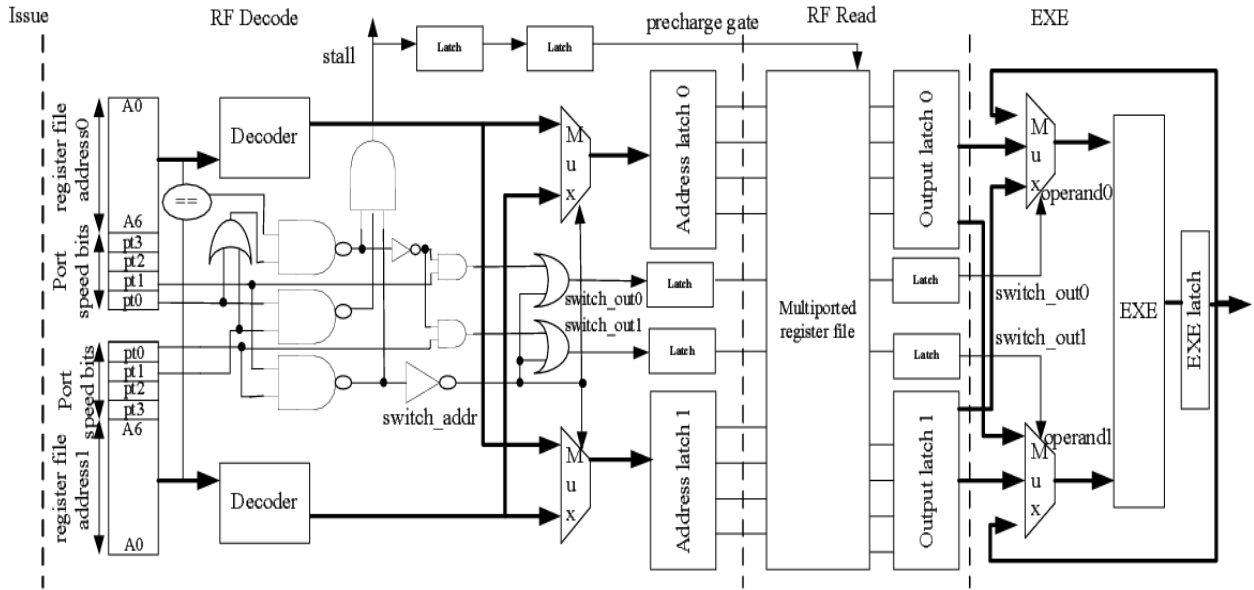 Issue
RF Decode
precharge gate
RF Read
EXE
stall
Latch
Latch
A0
register file
address0
A6
pt3
pt2
pt1
pt0
Port
speed bits
Decoder
==
M
u
x
Address latch 0
Output latch 0
M
u
x
operand0
switch_out0
Latch
Latch
switch_out0
switch_out1
Latch
Latch
switch_out1
Multiported
register file
EXE
EXE latch
pt0
pt1
pt2
pt3
Port
speed bits
switch_addr
A6
register file
address1
A0
Decoder
M
u
x
Address latch 1
Output latch 1
operand1
M
u
x